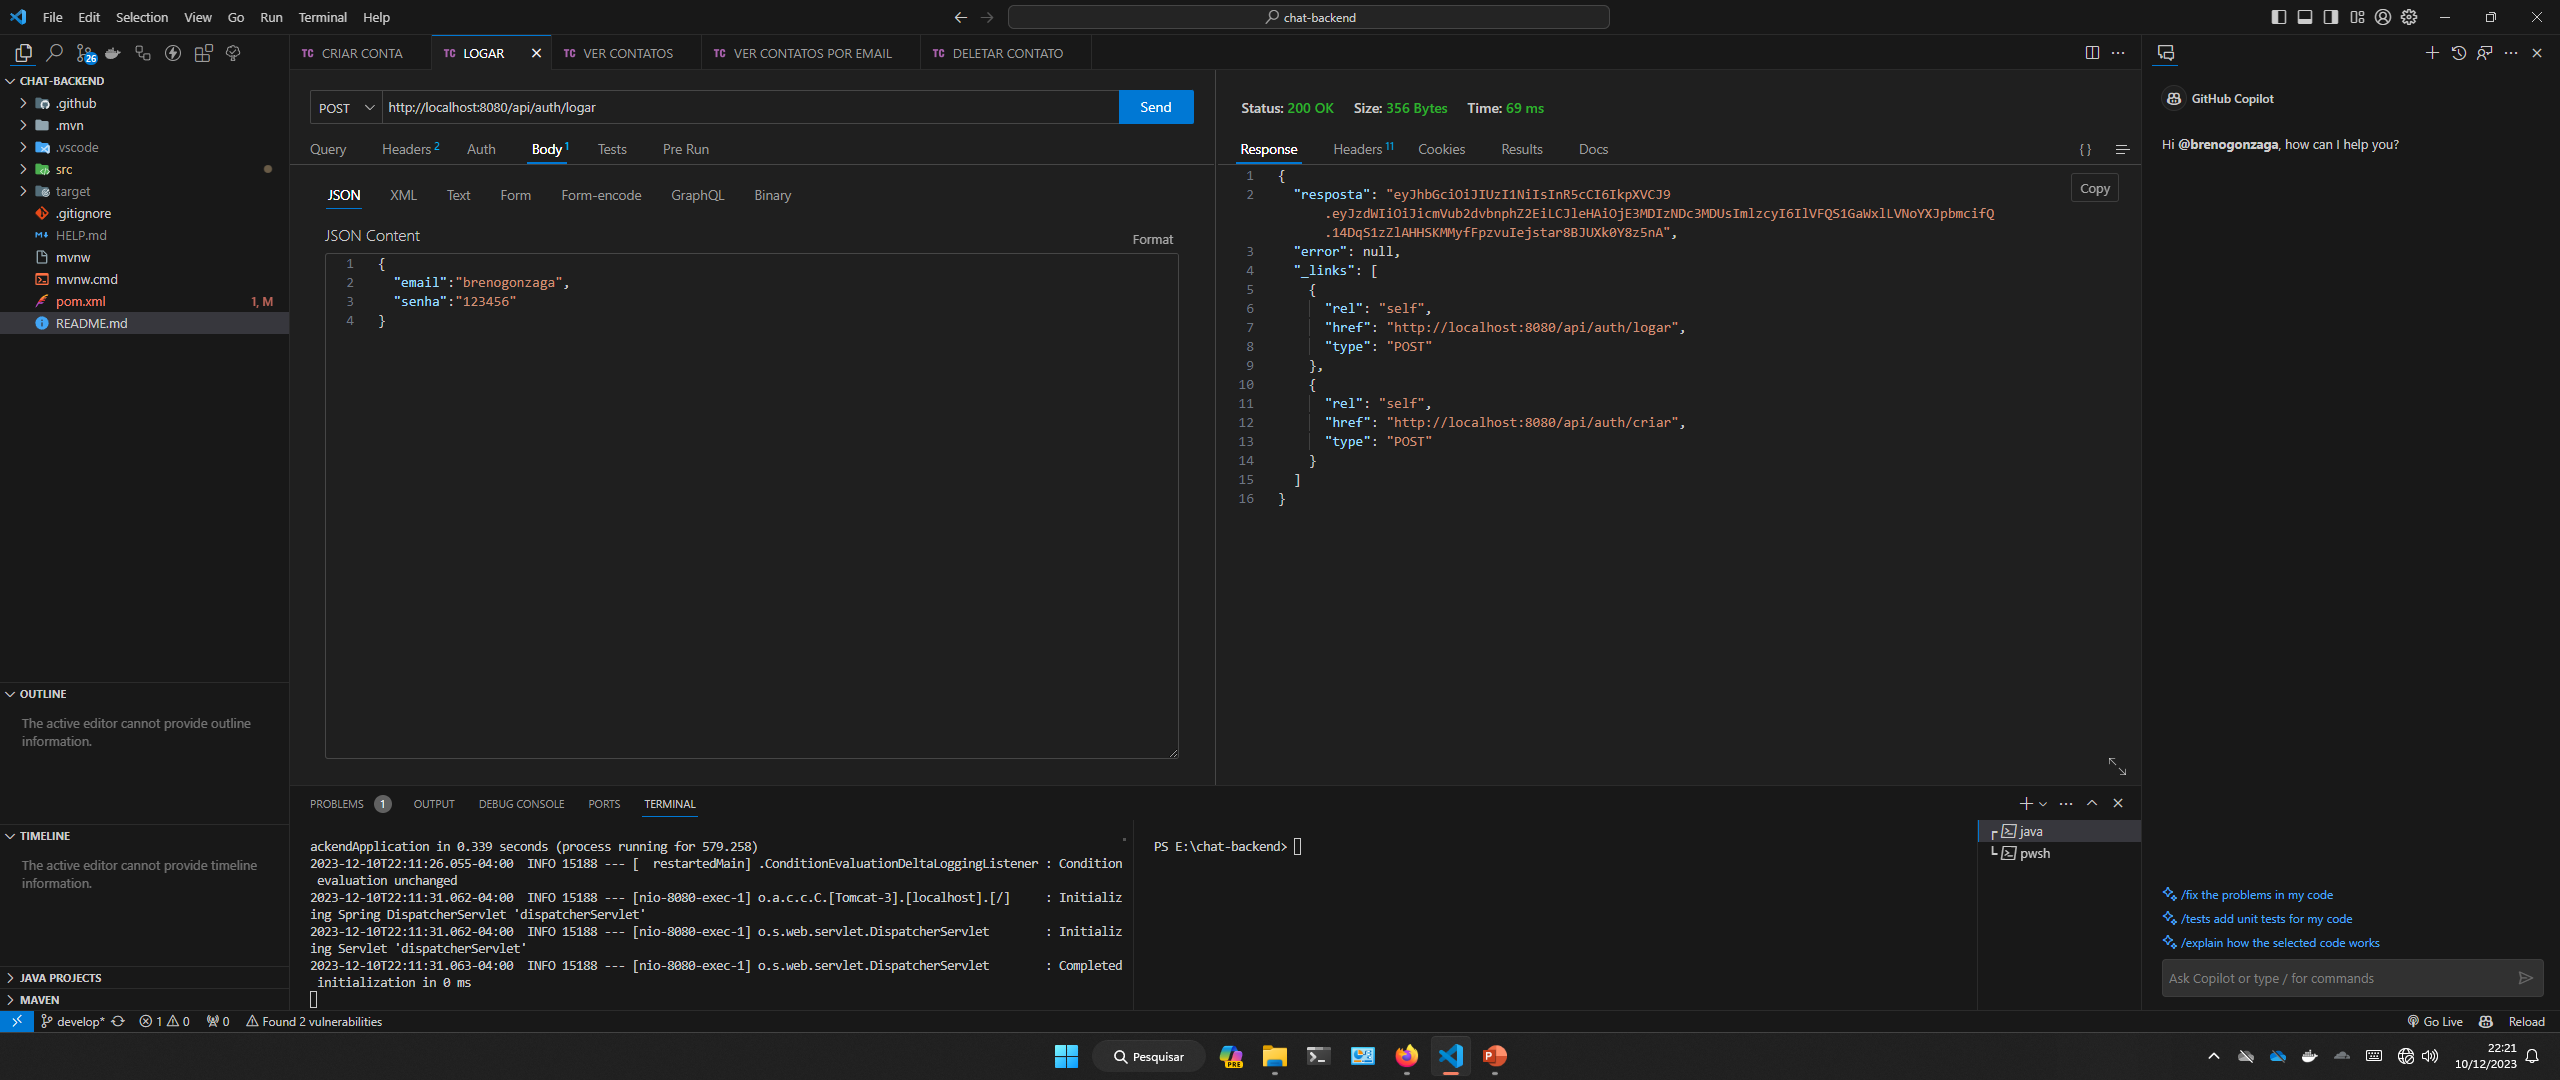 File Edit Selection View Go Run Terminal Help
chat-backend
26
TC CRIAR CONTA
TC LOGAR
TC VER CONTATOS
TC VER CONTATOS POR EMAIL
TC DELETAR CONTATO
CHAT-BACKEND
.github
.mvn
.vscode
src
target
.gitignore
HELP.md
mvnw
mvnw.cmd
pom.xml 1, M
README.md
OUTLINE
The active editor cannot provide outline
information.
TIMELINE
The active editor cannot provide timeline
information.
JAVA PROJECTS
MAVEN
POST
http://localhost:8080/api/auth/logar
Send
Query Headers 2 Auth Body 1 Tests Pre Run
JSON XML Text Form Form-encode GraphQL Binary
JSON Content
Format
1 {
2 "email":"brenogonzaga",
3 "senha":"123456"
4 }
Status: 200 OK Size: 356 Bytes Time: 69 ms
Response Headers 11 Cookies Results Docs
{ }
Copy
1 {
2 "resposta": "eyJhbGciOiJIUzI1NiIsInR5cCI6IkpXVCJ9
.eyJzdWIiOiJicmVub2dvbnphZ2EiLCJleHAiOjE3MDIzNDc3MDUsImlzcyI6IlVFQS1GaWxlLVNoYXJpbmcifQ
.14DqS1zZlAHHSKMMyfFpzvuIejstar8BJUXk0Y8z5nA",
3 "error": null,
4 "_links": [
5 {
6 "rel": "self",
7 "href": "http://localhost:8080/api/auth/logar",
8 "type": "POST"
9 },
10 {
11 "rel": "self",
12 "href": "http://localhost:8080/api/auth/criar",
13 "type": "POST"
14 }
15 ]
16 }
GitHub Copilot
Hi @brenogonzaga, how can I help you?
/fix the problems in my code
/tests add unit tests for my code
/explain how the selected code works
Ask Copilot or type / for commands
PROBLEMS 1 OUTPUT DEBUG CONSOLE PORTS TERMINAL
ackendApplication in 0.339 seconds (process running for 579.258)
2023-12-10T22:11:26.055-04:00 INFO 15188 --- [ restartedMain] .ConditionEvaluationDeltaLoggingListener : Condition
evaluation unchanged
2023-12-10T22:11:31.062-04:00 INFO 15188 --- [nio-8080-exec-1] o.a.c.c.C.[Tomcat-3].[localhost].[/] : Initializ
ing Spring DispatcherServlet 'dispatcherServlet'
2023-12-10T22:11:31.062-04:00 INFO 15188 --- [nio-8080-exec-1] o.s.web.servlet.DispatcherServlet : Initializ
ing Servlet 'dispatcherServlet'
2023-12-10T22:11:31.063-04:00 INFO 15188 --- [nio-8080-exec-1] o.s.web.servlet.DispatcherServlet : Completed
initialization in 0 ms
PS E:\chat-backend>
java
pwsh
develop* 1 0 0 Found 2 vulnerabilities
Go Live Reload
Pesquisar
PRE
22:21
10/12/2023